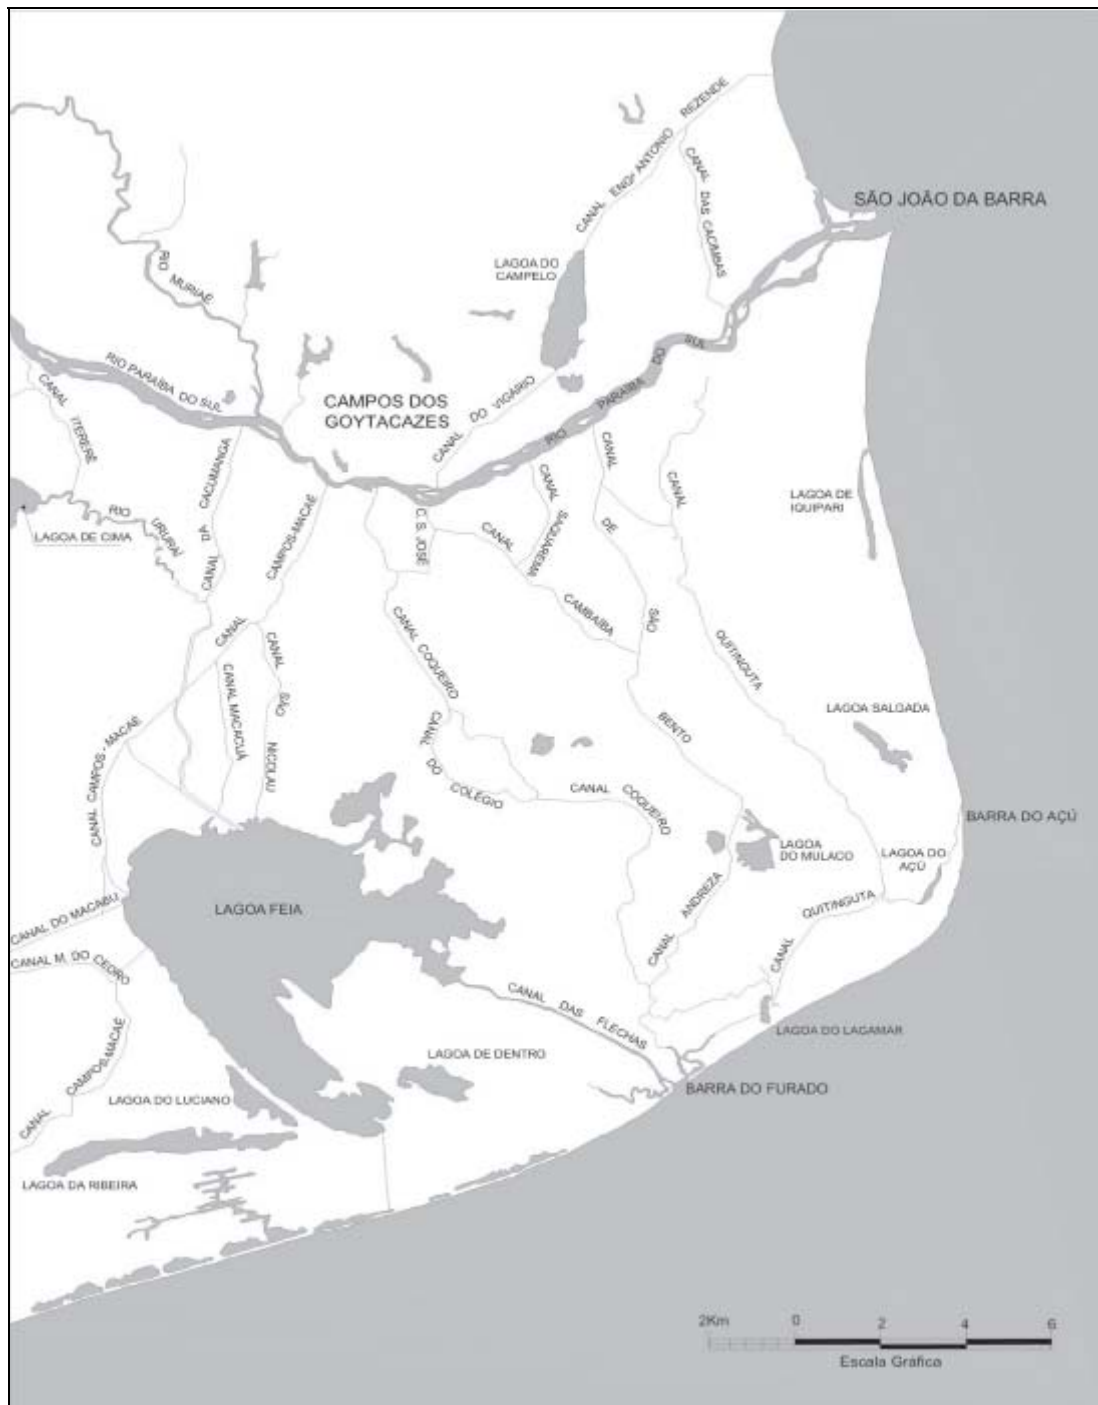 CANAL ENGº ANTONIO REZENDE
CANAL DAS CACIMBAS
SÃO JOÃO DA BARRA
LAGOA DO
CAMPELO
RIO MURIAÉ
RIO PARAÍBA DO SUL
CAMPOS DOS
GOYTACAZES
CANAL DO VIGÁRIO
RIO PARAÍBA DO SUL
CANAL ITERERÊ
CANAL DA CACUMANGA
CANAL CAMPOS-MACAÉ
RIO URURAÍ
LAGOA DE CIMA
C. S. JOSÉ
CANAL CAMBAÍBA
CANAL SAQUAREMA
CANAL DE SÃO BENTO
CANAL QUITINGUTA
LAGOA DE
IQUIPARI
CANAL COQUEIRO
CANAL MACACUÁ
CANAL SÃO NICOLAU
CANAL CAMPOS - MACAÉ
CANAL DO COLÉGIO
CANAL COQUEIRO
LAGOA SALGADA
BARRA DO AÇÚ
LAGOA
DO MULACO
LAGOA DO
AÇÚ
CANAL ANDREZA
CANAL QUITINGUTA
LAGOA FEIA
CANAL DO MACABU
CANAL M. DO CEDRO
CANAL CAMPOS-MACAÉ
CANAL DAS FLECHAS
LAGOA DO LAGAMAR
LAGOA DE DENTRO
BARRA DO FURADO
LAGOA DO LUCIANO
LAGOA DA RIBEIRA
2Km 0 2 4 6
Escala Gráfica